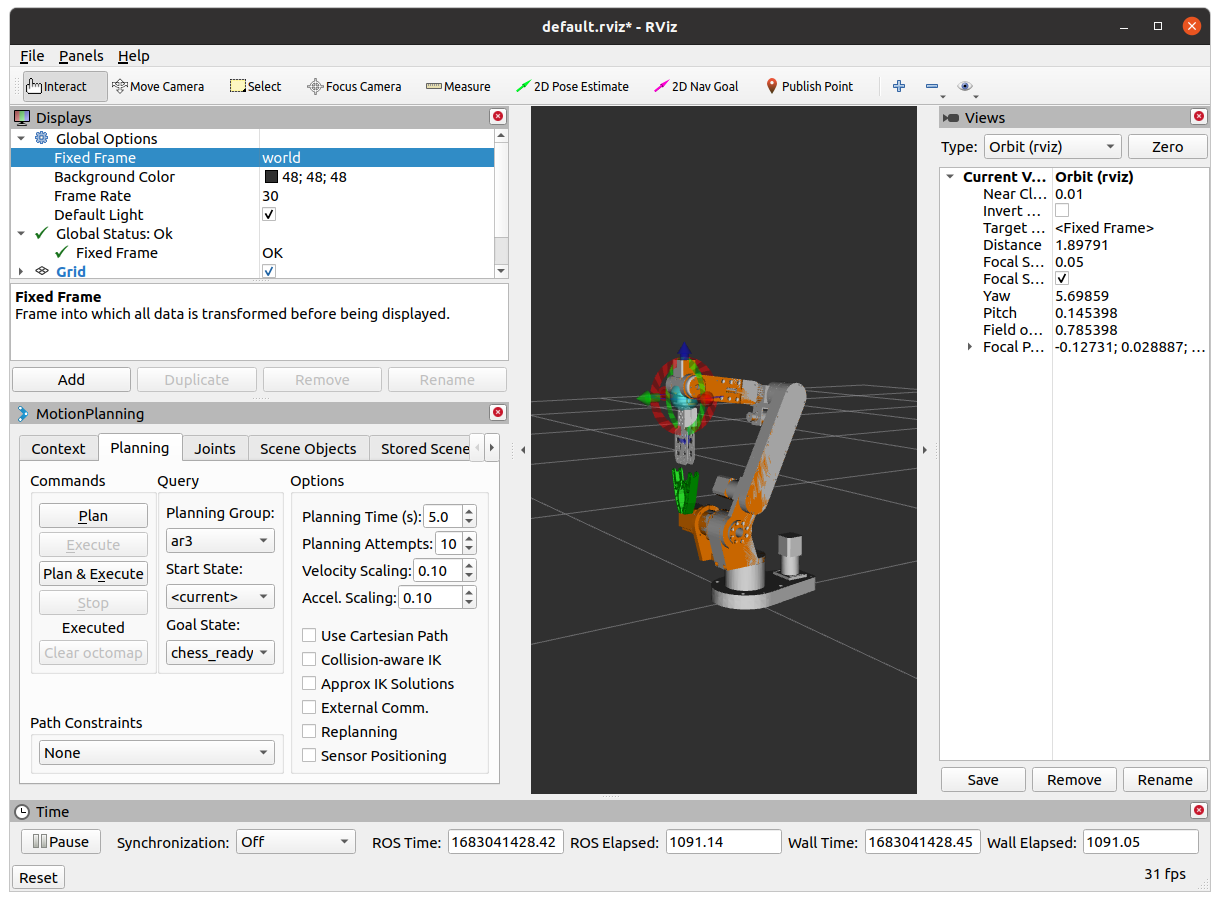 default.rviz* - RViz
File Panels Help
Interact Move Camera Select Focus Camera Measure 2D Pose Estimate 2D Nav Goal Publish Point
Displays
Global Options
Fixed Frame world
Background Color 48; 48; 48
Frame Rate 30
Default Light
Global Status: Ok
Fixed Frame OK
Grid
Fixed Frame
Frame into which all data is transformed before being displayed.
Add Duplicate Remove Rename
MotionPlanning
Context Planning Joints Scene Objects Stored Scene
Commands
Plan
Execute
Plan & Execute
Stop
Executed
Clear octomap
Query
Planning Group:
ar3
Start State:
<current>
Goal State:
chess_ready
Path Constraints
None
Options
Planning Time (s): 5.0
Planning Attempts: 10
Velocity Scaling: 0.10
Accel. Scaling: 0.10
Use Cartesian Path
Collision-aware IK
Approx IK Solutions
External Comm.
Replanning
Sensor Positioning
Views
Type: Orbit (rviz) Zero
Current V... Orbit (rviz)
Near Cl... 0.01
Invert ...
Target ... <Fixed Frame>
Distance 1.89791
Focal S... 0.05
Focal S...
Yaw 5.69859
Pitch 0.145398
Field o... 0.785398
Focal P... -0.12731; 0.028887; ...
Save Remove Rename
Time
Pause Synchronization: Off ROS Time: 1683041428.42 ROS Elapsed: 1091.14 Wall Time: 1683041428.45 Wall Elapsed: 1091.05
Reset 31 fps